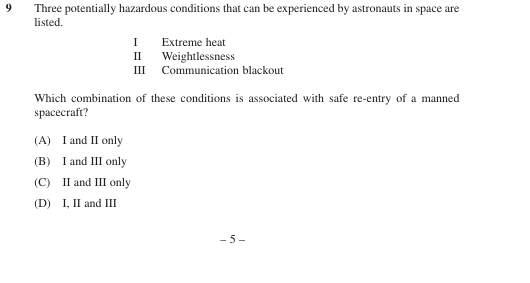 9 Three potentially hazardous conditions that can be experienced by astronauts in space are
listed.
I Extreme heat
II Weightlessness
III Communication blackout
Which combination of these conditions is associated with safe re-entry of a manned
spacecraft?
(A) I and II only
(B) I and III only
(C) II and III only
(D) I, II and III
– 5 –